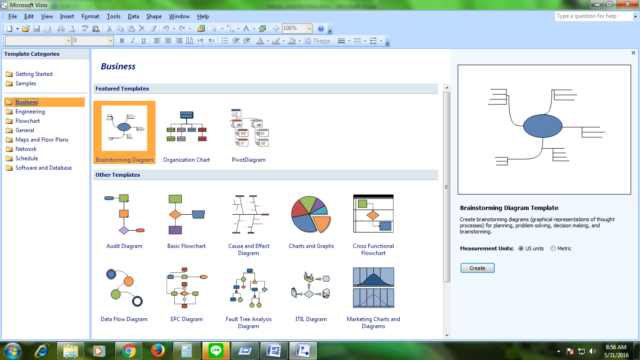 Microsoft Visio
File Edit View Insert Format Tools Data Shape Window Help
Type a question for help
100%
Theme
Template Categories
Getting Started
Samples
Business
Engineering
Flowchart
General
Maps and Floor Plans
Network
Schedule
Software and Database
Business
Featured Templates
Brainstorming Diagram
Organization Chart
PivotDiagram
Other Templates
Audit Diagram
Basic Flowchart
Cause and Effect
Diagram
Charts and Graphs
Cross Functional
Flowchart
Data Flow Diagram
EPC Diagram
Fault Tree Analysis
Diagram
ITIL Diagram
Marketing Charts and
Diagrams
Brainstorming Diagram Template
Create brainstorming diagrams (graphical representations of thought
processes) for planning, problem solving, decision making, and
brainstorming.
Measurement Units: US units Metric
Create
8:56 AM
5/31/2016